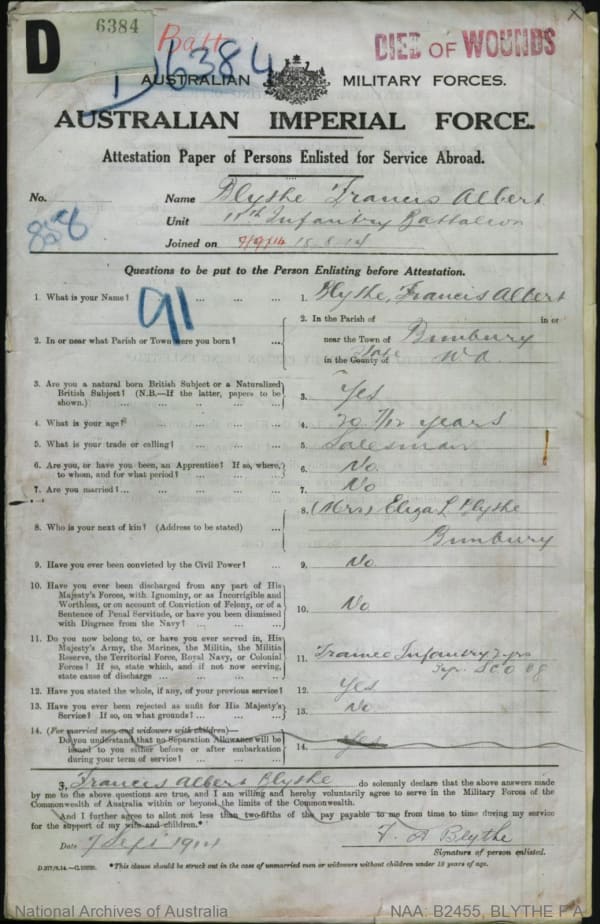 D
6384
Batt
6384
DIED OF WOUNDS
AUSTRALIAN MILITARY FORCES.
AUSTRALIAN IMPERIAL FORCE.
Attestation Paper of Persons Enlisted for Service Abroad.
No. Name Blythe Francis Albert
858
Unit 11th Infantry Battalion
Joined on 7/9/14 18.8.14
Questions to be put to the Person Enlisting before Attestation.
91
1. What is your Name? ... ... ... 1. Blythe, Francis Albert
2. In or near what Parish or Town were you born? ... 2. In the Parish of in or
near the Town of Bunbury
in the County of State W A
3. Are you a natural born British Subject or a Naturalized
British Subject? (N.B.—If the latter, papers to be
shown.) ... ... ... ... 3. Yes
4. What is your age? ... ... ... 4. 20 years
5. What is your trade or calling? ... ... 5. Salesman
6. Are you, or have you been, an Apprentice? If so, where,
to whom, and for what period? ... ... 6. No
7. Are you married? ... ... ... ... 7. No
8. Who is your next of kin? (Address to be stated) ... 8. (Mrs) Eliza L Blythe
Bunbury
9. Have you ever been convicted by the Civil Power? ... 9. No
10. Have you ever been discharged from any part of His
Majesty's Forces, with Ignominy, or as Incorrigible and
Worthless, or on account of Conviction of Felony, or of a
Sentence of Penal Servitude, or have you been dismissed
with Disgrace from the Navy? ... ... ... 10. No
11. Do you now belong to, or have you ever served in, His
Majesty's Army, the Marines, the Militia, the Militia
Reserve, the Territorial Force, Royal Navy, or Colonial
Forces? If so, state which, and if not now serving,
state cause of discharge ... ... ... 11. Trainee Infantry 2 yrs
12. Have you stated the whole, if any, of your previous service? 12. Yes
13. Have you ever been rejected as unfit for His Majesty's
Service? If so, on what grounds? ... ... 13. No
14. (For married men and widowers with children)—
Do you understand that no Separation Allowance will be
issued to you either before or after embarkation
during your term of service? ... ... 14. Yes
I, Francis Albert Blythe do solemnly declare that the above answers made
by me to the above questions are true, and I am willing and hereby voluntarily agree to serve in the Military Forces of the
Commonwealth of Australia within or beyond the limits of the Commonwealth.
And I further agree to allot not less than two-fifths of the pay payable to me from time to time during my service
for the support of my wife and children.*
Date 7 Sept 1914 F. A Blythe
Signature of person enlisted.
*This clause should be struck out in the case of unmarried men or widowers without children under 18 years of age.
National Archives of Australia NAA: B2455, BLYTHE F A